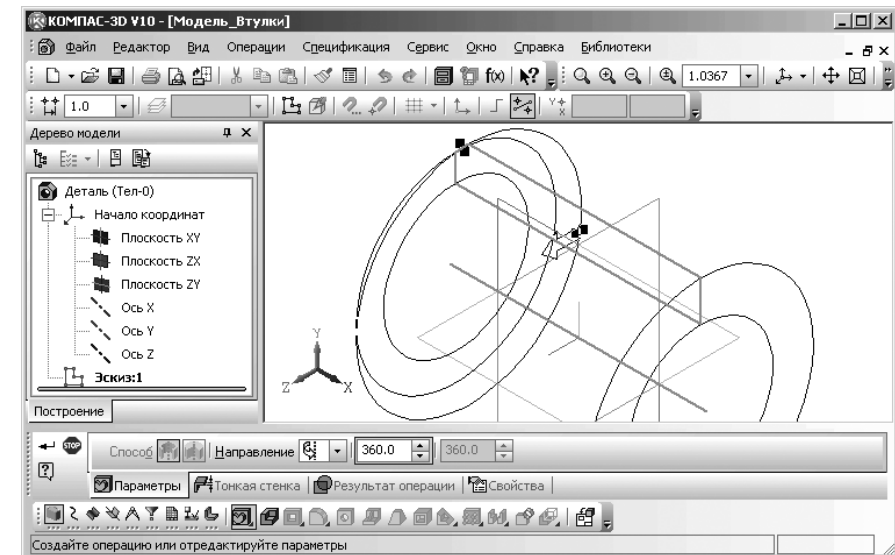 КОМПАС-3D V10 - [Модель_Втулки]
Файл Редактор Вид Операции Спецификация Сервис Окно Справка Библиотеки
f(x) 1.0367
1.0
Дерево модели
Деталь (Тел-0)
Начало координат
Плоскость XY
Плоскость ZX
Плоскость ZY
Ось X
Ось Y
Ось Z
Эскиз:1
Построение
Y
Z X
STOP Способ Направление 360.0 360.0
Параметры Тонкая стенка Результат операции Свойства
Создайте операцию или отредактируйте параметры